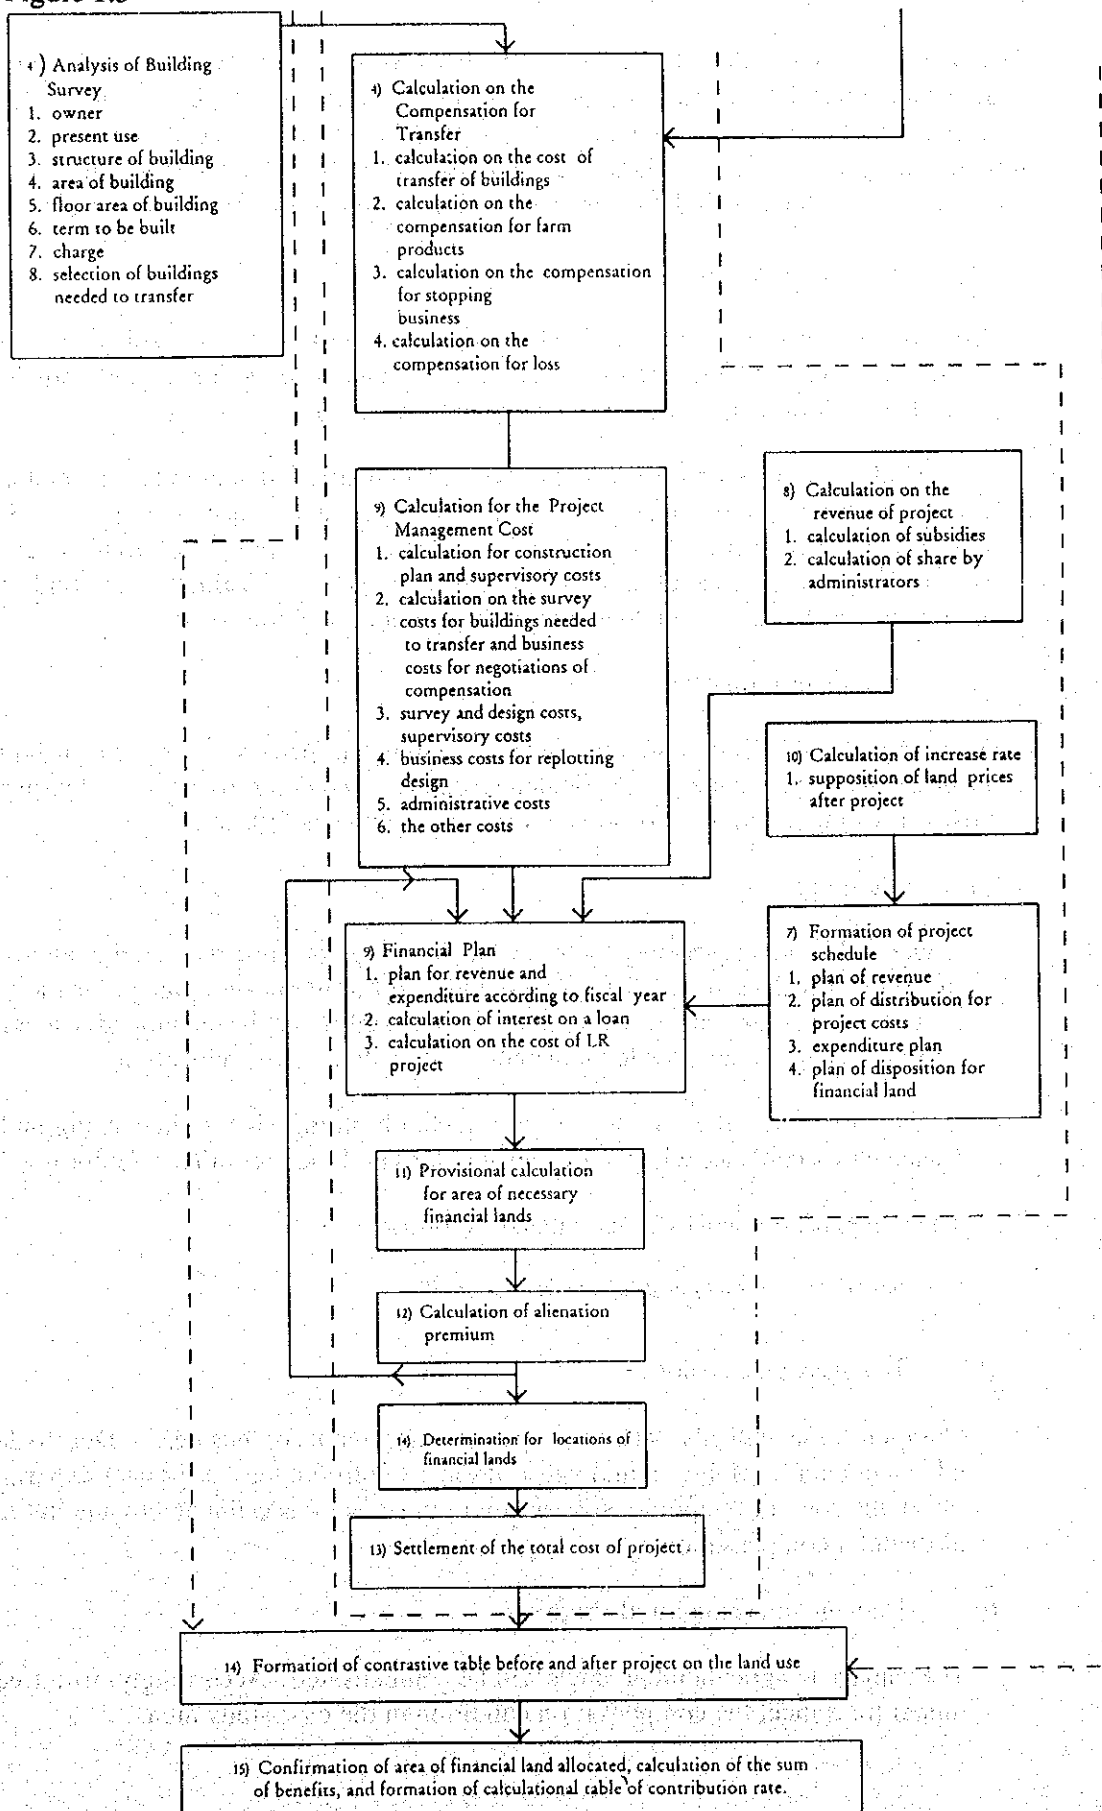 4) Analysis of Building
Survey
1. owner
2. present use
3. structure of building
4. area of building
5. floor area of building
6. term to be built
7. charge
8. selection of buildings
needed to transfer
4) Calculation on the
Compensation for
Transfer
1. calculation on the cost of
transfer of buildings
2. calculation on the
compensation for farm
products
3. calculation on the compensation
for stopping
business
4. calculation on the
compensation for loss
9) Calculation for the Project
Management Cost
1. calculation for construction
plan and supervisory costs
2. calculation on the survey
costs for buildings needed
to transfer and business
costs for negotiations of
compensation
3. survey and design costs,
supervisory costs
4. business costs for replotting
design
5. administrative costs
6. the other costs
8) Calculation on the
revenue of project
1. calculation of subsidies
2. calculation of share by
administrators
10) Calculation of increase rate
1. supposition of land prices
after project
7) Formation of project
schedule
1. plan of revenue
2. plan of distribution for
project costs
3. expenditure plan
4. plan of disposition for
financial land
9) Financial Plan
1. plan for revenue and
expenditure according to fiscal year
2. calculation of interest on a loan
3. calculation on the cost of LR
project
11) Provisional calculation
for area of necessary
financial lands
12) Calculation of alienation
premium
14) Determination for locations of
financial lands
13) Settlement of the total cost of project
14) Formation of contrastive table before and after project on the land use
15) Confirmation of area of financial land allocated, calculation of the sum
of benefits, and formation of calculational table of contribution rate.